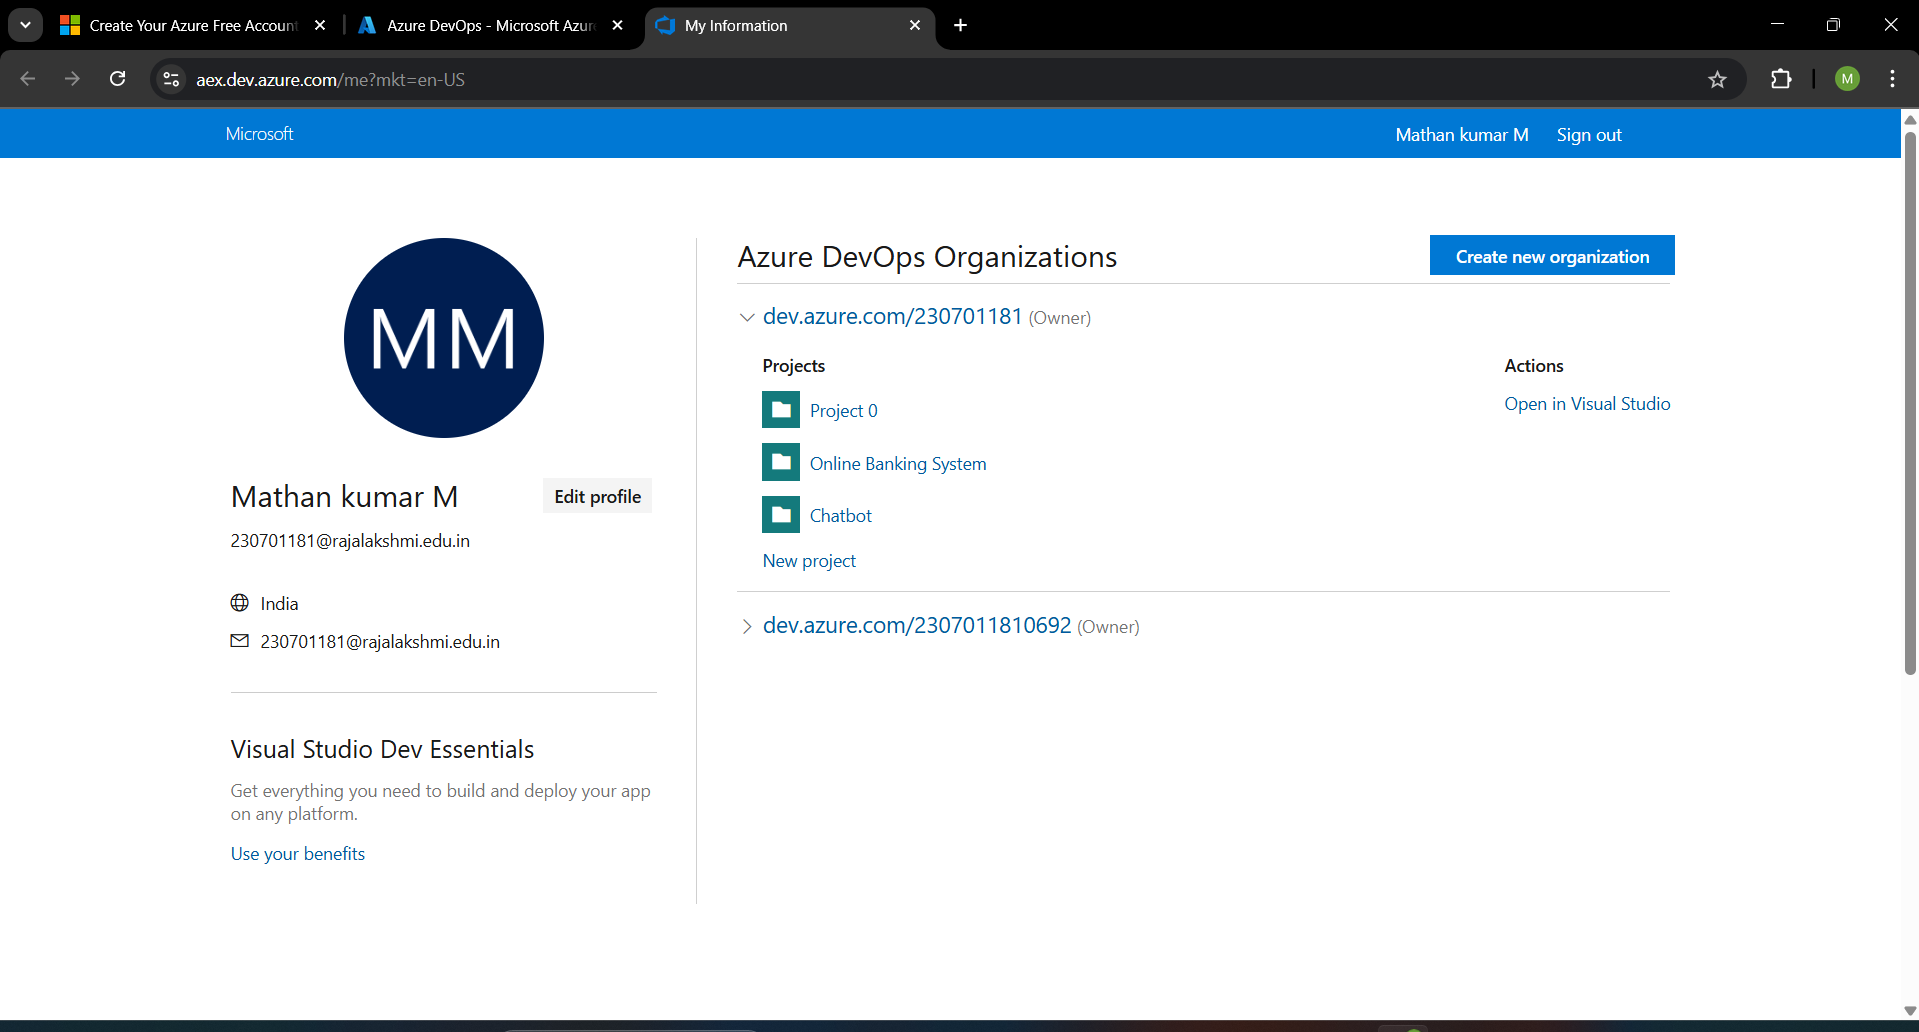 Create Your Azure Free Account
Azure DevOps - Microsoft Azure
My Information
aex.dev.azure.com/me?mkt=en-US
M
Microsoft
Mathan kumar M
Sign out
MM
Mathan kumar M
Edit profile
230701181@rajalakshmi.edu.in
India
230701181@rajalakshmi.edu.in
Visual Studio Dev Essentials
Get everything you need to build and deploy your app
on any platform.
Use your benefits
Azure DevOps Organizations
Create new organization
dev.azure.com/230701181 (Owner)
Projects
Actions
Project 0
Open in Visual Studio
Online Banking System
Chatbot
New project
dev.azure.com/2307011810692 (Owner)